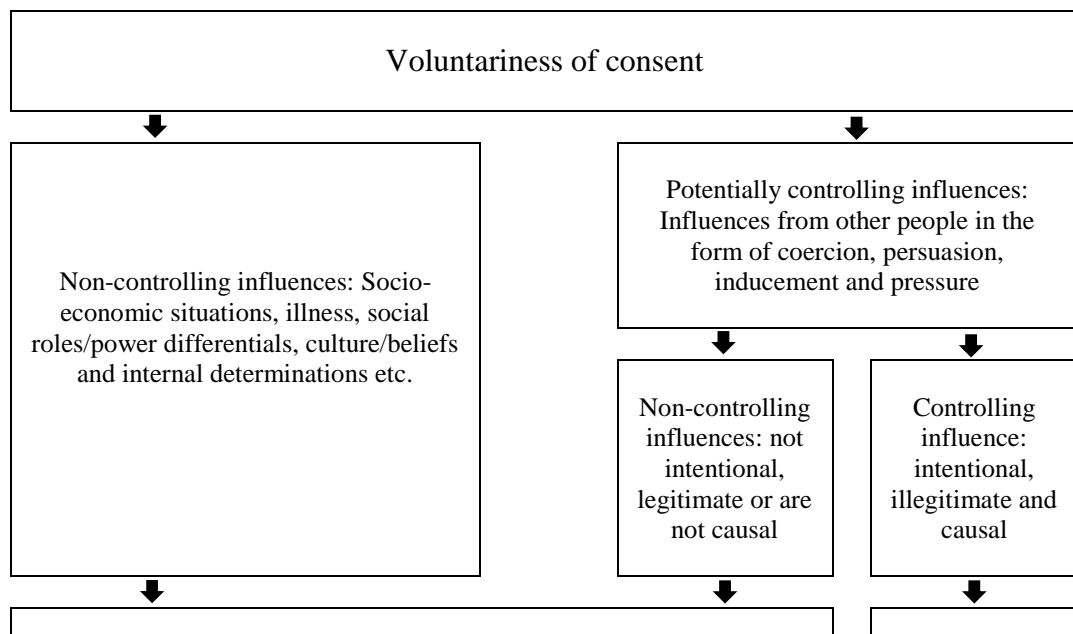 Voluntariness of consent
Potentially controlling influences:
Influences from other people in the
form of coercion, persuasion,
inducement and pressure
Non-controlling influences: Socio-
economic situations, illness, social
roles/power differentials, culture/beliefs
and internal determinations etc.
Non-controlling
influences: not
intentional,
legitimate or are
not causal
Controlling
influence:
intentional,
illegitimate and
causal